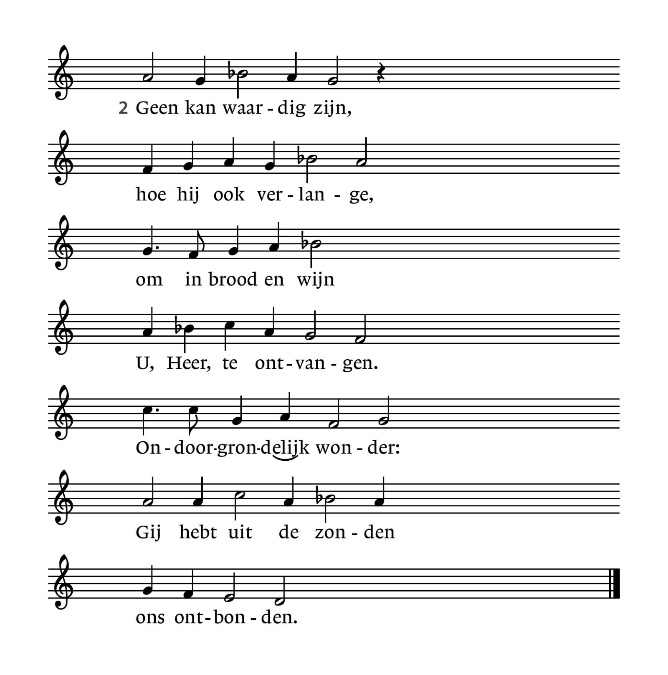 2 Geen kan waar - dig zijn,
hoe hij ook ver - lan - ge,
om in brood en wijn
U, Heer, te ont - van - gen.
On - door - gron - delijk won - der:
Gij hebt uit de zon - den
ons ont - bon - den.